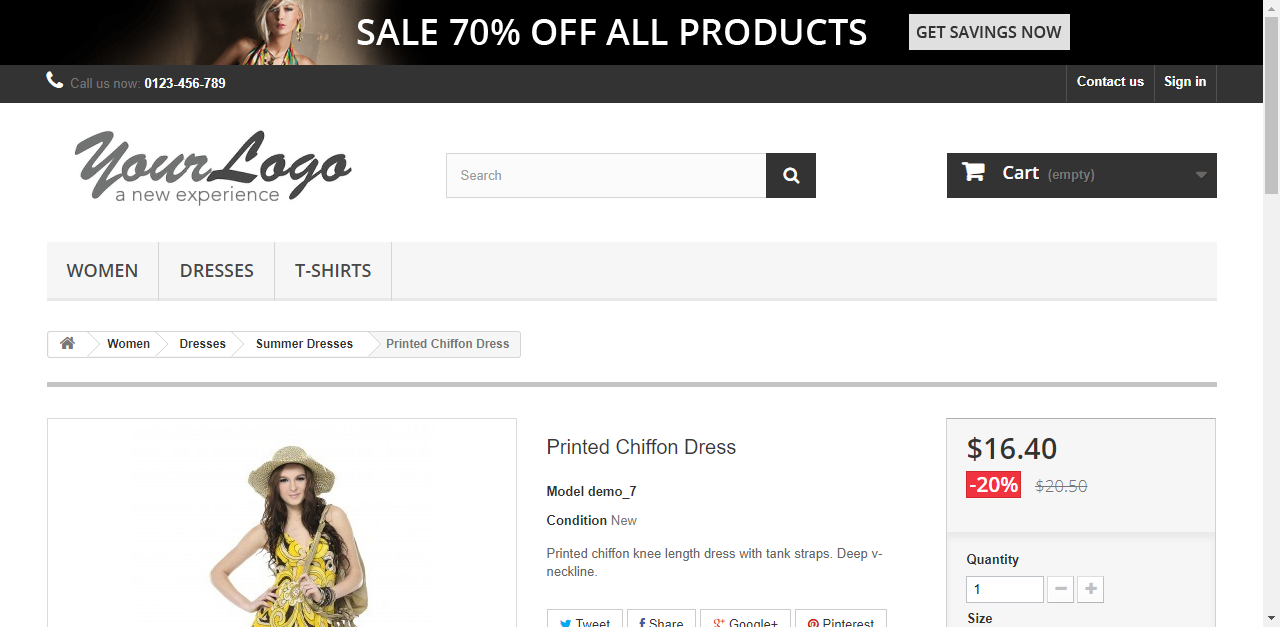 SALE 70% OFF ALL PRODUCTS GET SAVINGS NOW
Call us now: 0123-456-789 Contact us Sign in
YourLogo
a new experience
Search
Cart (empty)
WOMEN DRESSES T-SHIRTS
Women Dresses Summer Dresses Printed Chiffon Dress
Printed Chiffon Dress
Model demo_7
Condition New
Printed chiffon knee length dress with tank straps. Deep v-
neckline.
Tweet Share Google+ Pinterest
$16.40
-20% $20.50
Quantity
1
Size